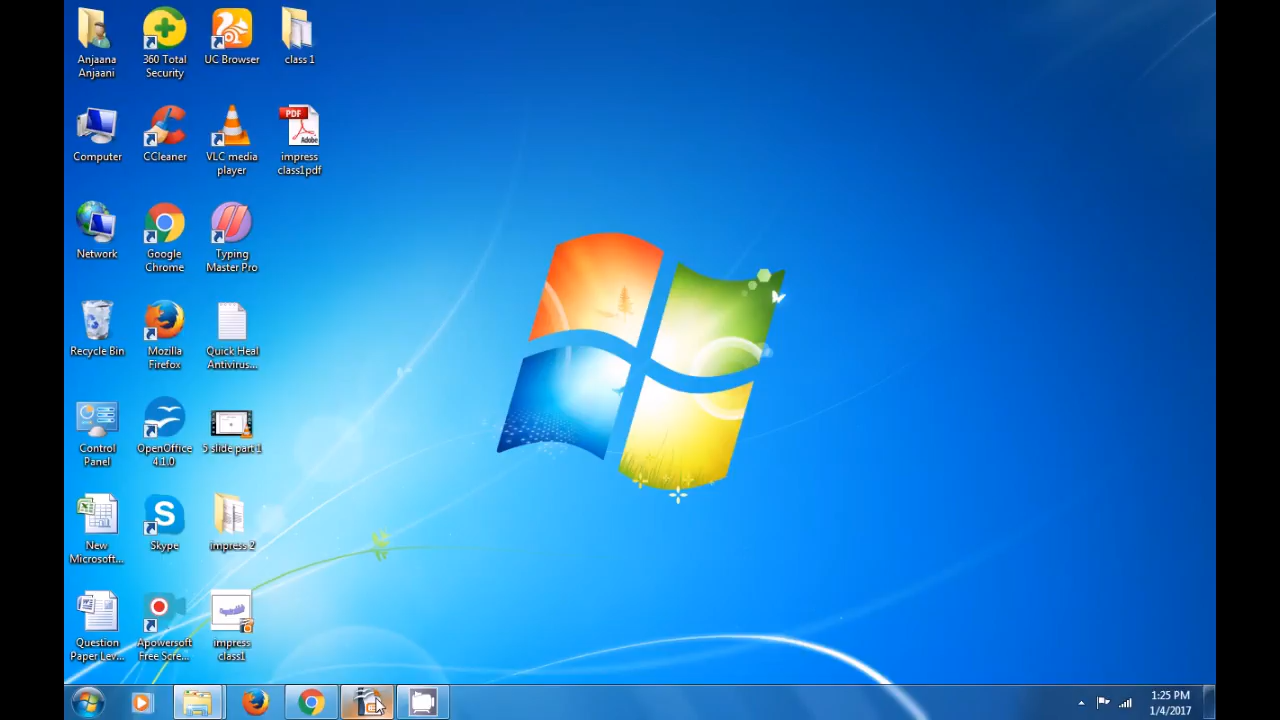 Anjaana
Anjaani
360 Total
Security
UC Browser
class 1
Computer
CCleaner
VLC media
player
PDF
Adobe
impress
class1pdf
Network
Google
Chrome
Typing
Master Pro
Recycle Bin
Mozilla
Firefox
Quick Heal
Antivirus...
Control
Panel
OpenOffice
4.1.0
5 slide part 1
New
Microsoft...
Skype
impress 2
Question
Paper Lev...
Apowersoft
Free Scre...
impress
class1
1:25 PM
1/4/2017